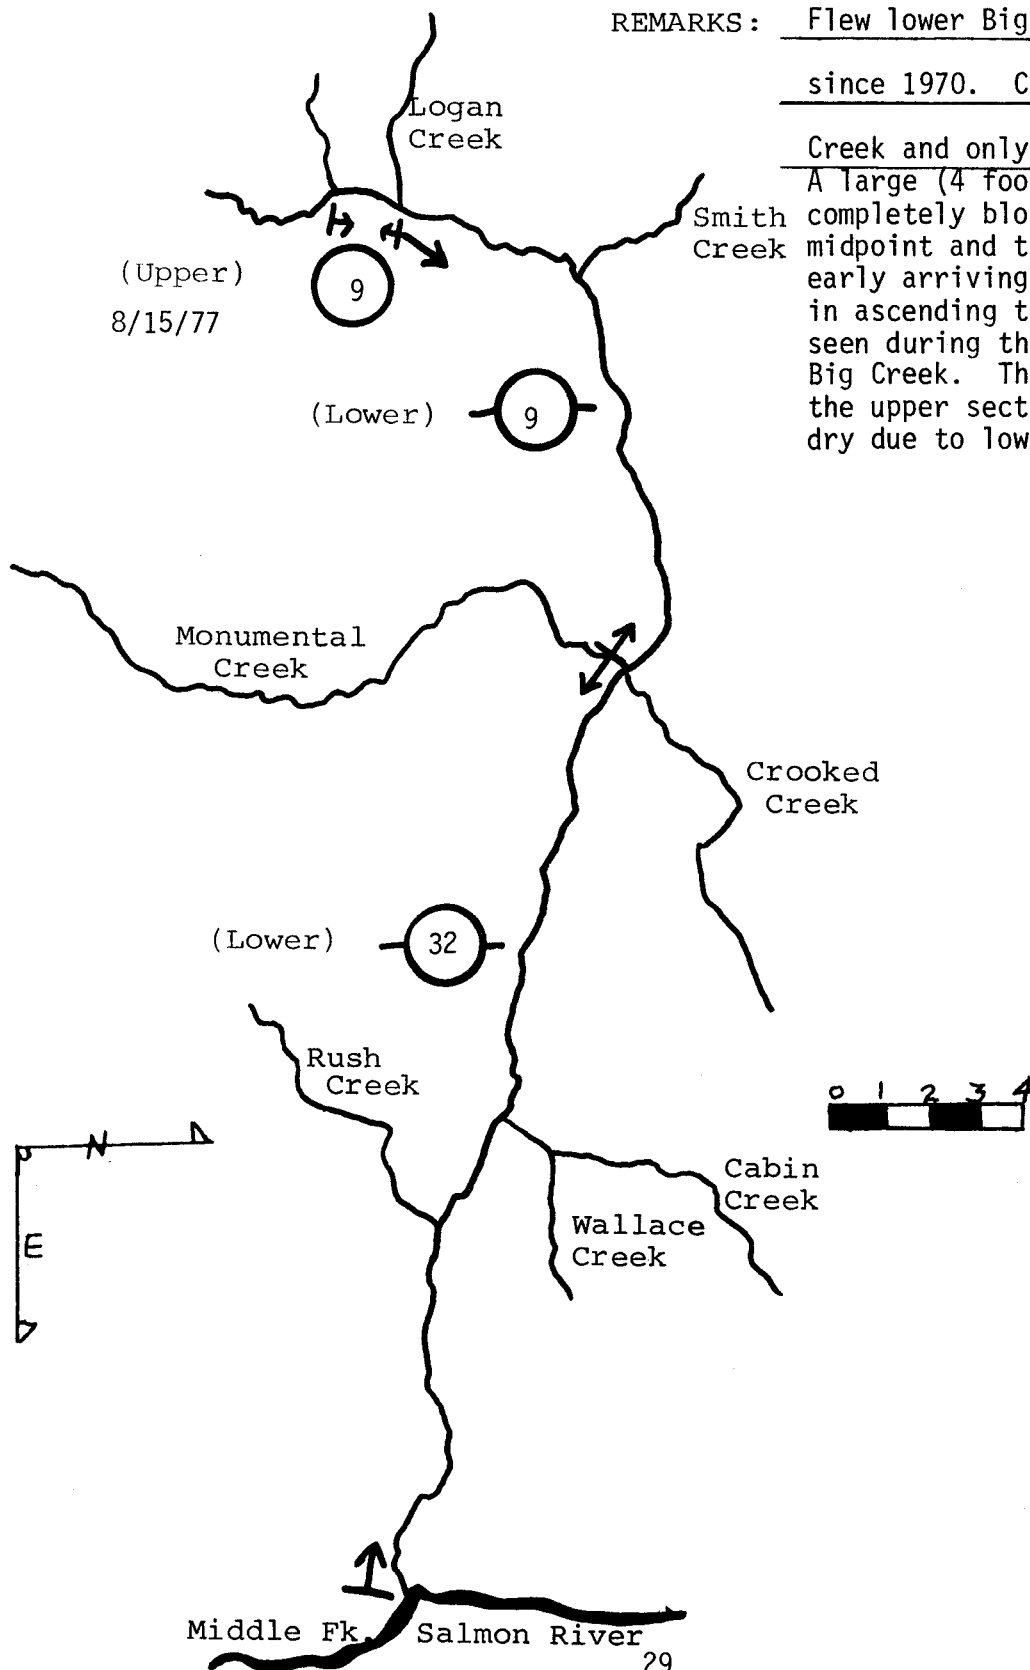 REMARKS: Flew lower Big
since 1970. C
Creek and only
A large (4 foo
completely blo
midpoint and t
early arriving
in ascending t
seen during th
Big Creek. Th
the upper sect
dry due to low
Logan
Creek
Smith
Creek
(Upper)
9
8/15/77
(Lower)
9
Monumental
Creek
Crooked
Creek
(Lower)
32
Rush
Creek
0 1 2 3 4
N
E
Cabin
Creek
Wallace
Creek
Middle Fk. Salmon River
29